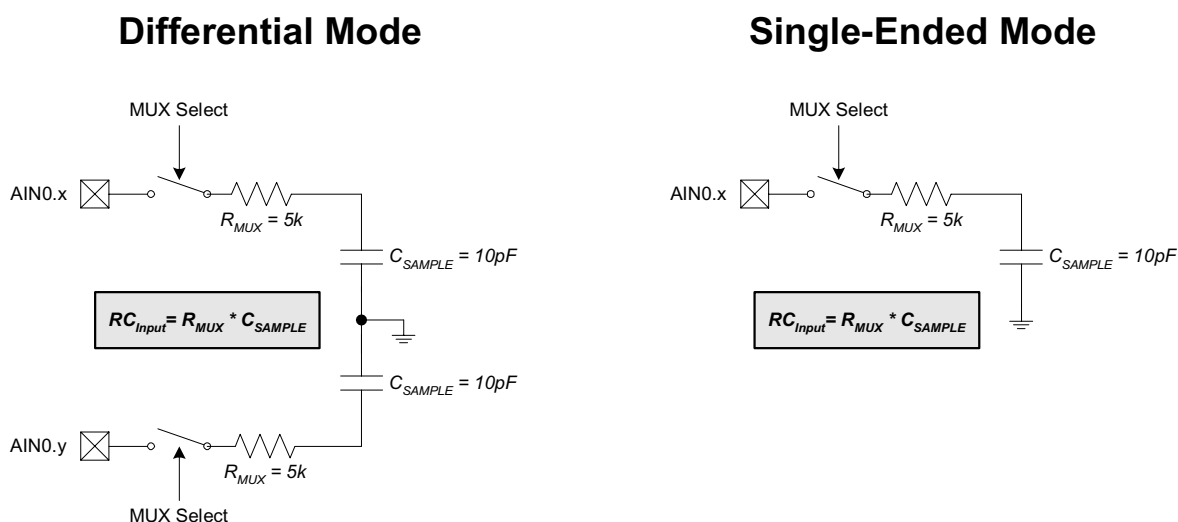 Differential Mode
MUX Select
AIN0.x
R_MUX = 5k
C_SAMPLE = 10pF
RC_Input= R_MUX * C_SAMPLE
C_SAMPLE = 10pF
AIN0.y
R_MUX = 5k
MUX Select
Single-Ended Mode
MUX Select
AIN0.x
R_MUX = 5k
C_SAMPLE = 10pF
RC_Input= R_MUX * C_SAMPLE